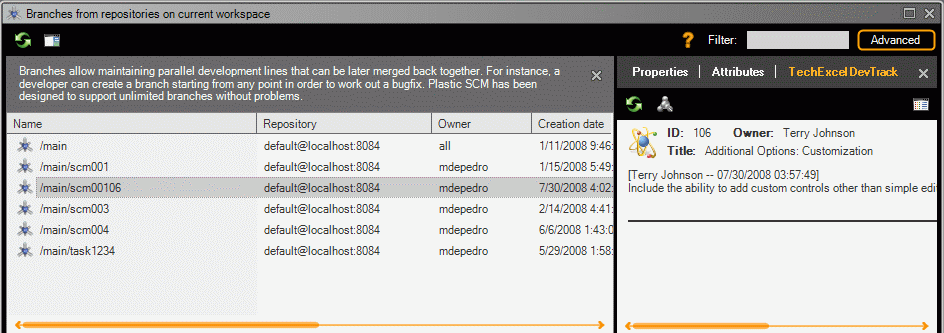 Branches from repositories on current workspace
? Filter: Advanced
Branches allow maintaining parallel development lines that can be later merged back together. For instance, a
developer can create a branch starting from any point in order to work out a bugfix. Plastic SCM has been
designed to support unlimited branches without problems.
Name Repository Owner Creation date
/main default@localhost:8084 all 1/11/2008 9:46:
/main/scm001 default@localhost:8084 mdepedro 1/15/2008 5:49:
/main/scm00106 default@localhost:8084 mdepedro 7/30/2008 4:02:
/main/scm003 default@localhost:8084 mdepedro 2/14/2008 4:41:
/main/scm004 default@localhost:8084 mdepedro 6/6/2008 1:43:0
/main/task1234 default@localhost:8084 mdepedro 5/29/2008 1:58:
Properties | Attributes | TechExcel DevTrack
ID: 106 Owner: Terry Johnson
Title: Additional Options: Customization
[Terry Johnson -- 07/30/2008 03:57:49]
Include the ability to add custom controls other than simple edi